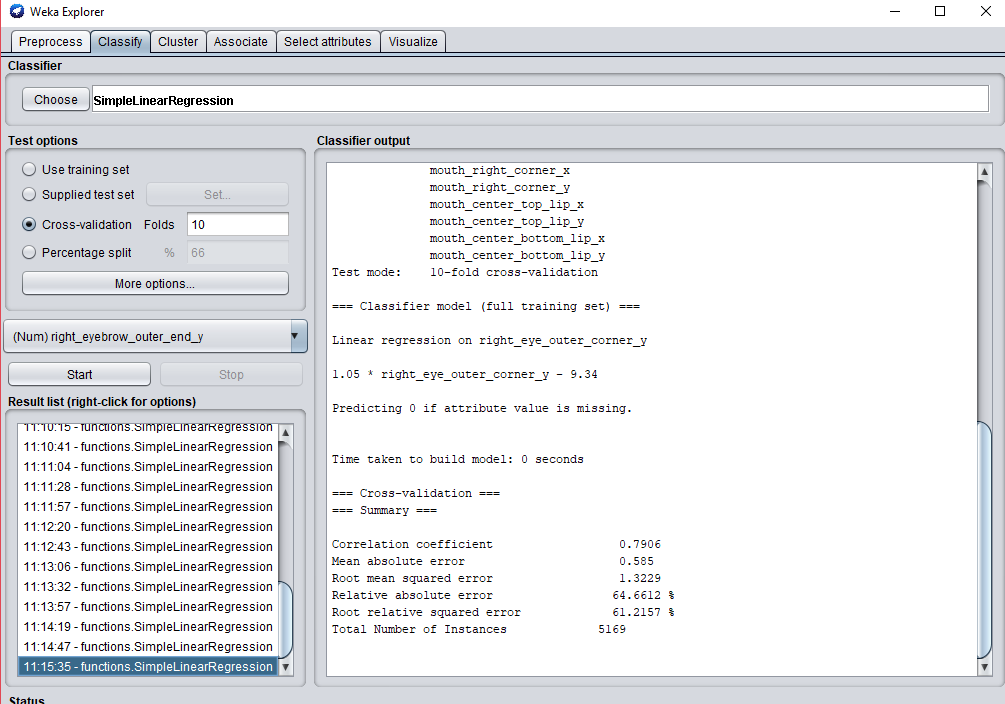 Weka Explorer
Preprocess Classify Cluster Associate Select attributes Visualize
Classifier
Choose SimpleLinearRegression
Test options
Use training set
Supplied test set Set...
Cross-validation Folds 10
Percentage split % 66
More options...
(Num) right_eyebrow_outer_end_y
Start Stop
Result list (right-click for options)
11:10:15 - functions.SimpleLinearRegression
11:10:41 - functions.SimpleLinearRegression
11:11:04 - functions.SimpleLinearRegression
11:11:28 - functions.SimpleLinearRegression
11:11:57 - functions.SimpleLinearRegression
11:12:20 - functions.SimpleLinearRegression
11:12:43 - functions.SimpleLinearRegression
11:13:06 - functions.SimpleLinearRegression
11:13:32 - functions.SimpleLinearRegression
11:13:57 - functions.SimpleLinearRegression
11:14:19 - functions.SimpleLinearRegression
11:14:47 - functions.SimpleLinearRegression
11:15:35 - functions.SimpleLinearRegression
Classifier output
mouth_right_corner_x
mouth_right_corner_y
mouth_center_top_lip_x
mouth_center_top_lip_y
mouth_center_bottom_lip_x
mouth_center_bottom_lip_y
Test mode: 10-fold cross-validation
=== Classifier model (full training set) ===
Linear regression on right_eye_outer_corner_y
1.05 * right_eye_outer_corner_y - 9.34
Predicting 0 if attribute value is missing.
Time taken to build model: 0 seconds
=== Cross-validation ===
=== Summary ===
Correlation coefficient 0.7906
Mean absolute error 0.585
Root mean squared error 1.3229
Relative absolute error 64.6612 %
Root relative squared error 61.2157 %
Total Number of Instances 5169
Status